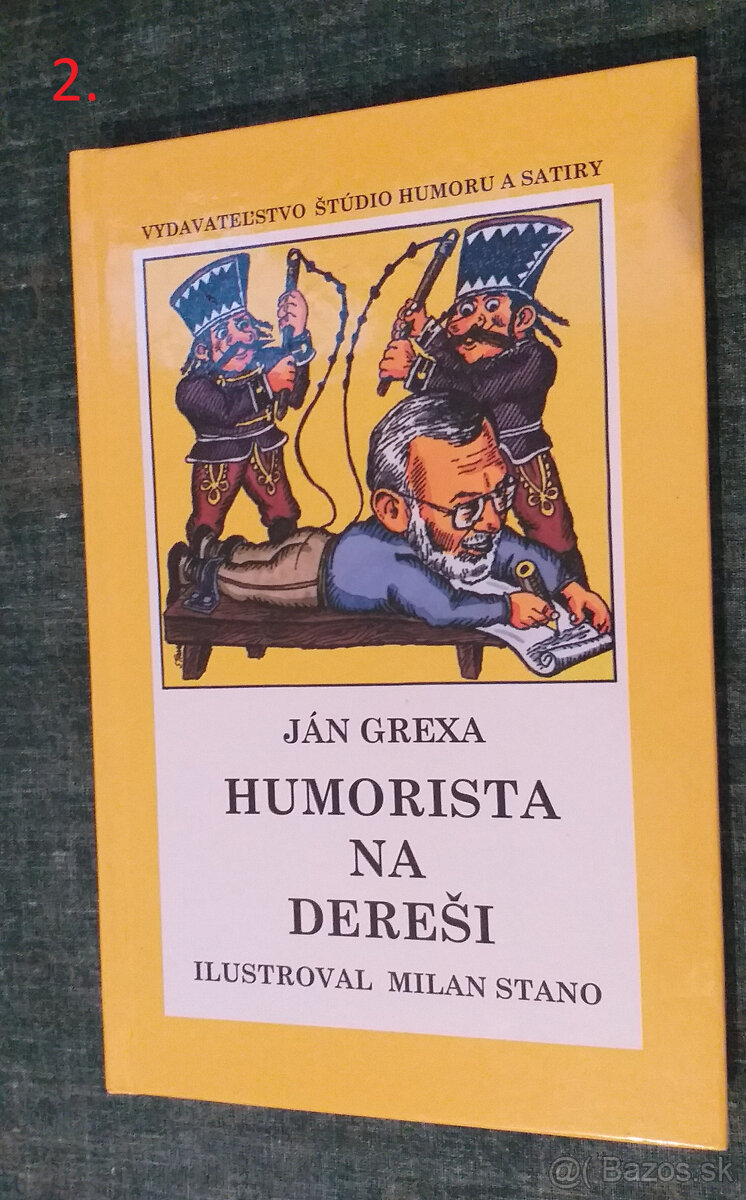 2.
VYDAVATEĽSTVO ŠTÚDIO HUMORU A SATIRY
JÁN GREXA
HUMORISTA
NA
DEREŠI
ILUSTROVAL MILAN STANO
@( Bazos.sk